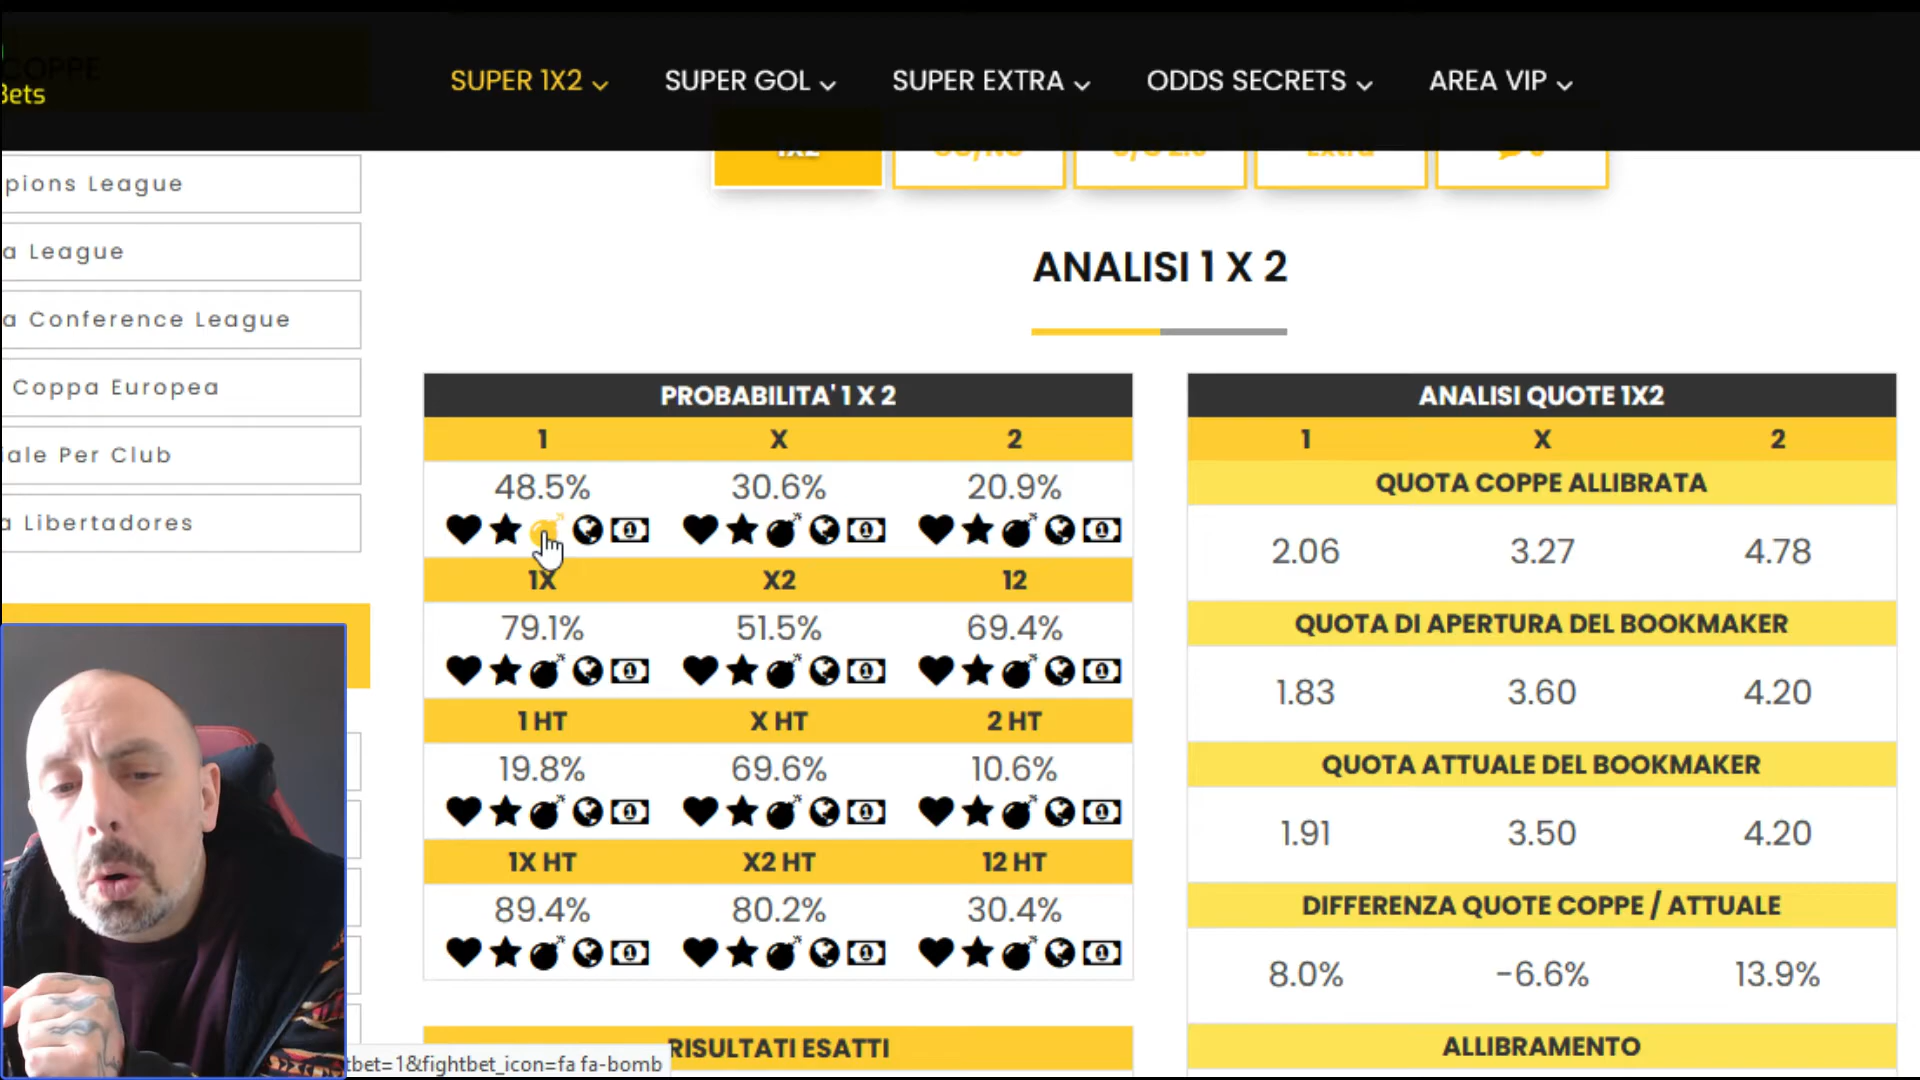 COPPE
Bets
SUPER 1X2
SUPER GOL
SUPER EXTRA
ODDS SECRETS
AREA VIP
1X2
Extra
pions League
a League
a Conference League
Coppa Europea
iale Per Club
a Libertadores
ANALISI 1 X 2
PROBABILITA' 1 X 2
1 X 2
48.5% 30.6% 20.9%
1X X2 12
79.1% 51.5% 69.4%
1 HT X HT 2 HT
19.8% 69.6% 10.6%
1X HT X2 HT 12 HT
89.4% 80.2% 30.4%
RISULTATI ESATTI
ANALISI QUOTE 1X2
1 X 2
QUOTA COPPE ALLIBRATA
2.06 3.27 4.78
QUOTA DI APERTURA DEL BOOKMAKER
1.83 3.60 4.20
QUOTA ATTUALE DEL BOOKMAKER
1.91 3.50 4.20
DIFFERENZA QUOTE COPPE / ATTUALE
8.0% -6.6% 13.9%
ALLIBRAMENTO
tbet=1&fightbet_icon=fa fa-bomb